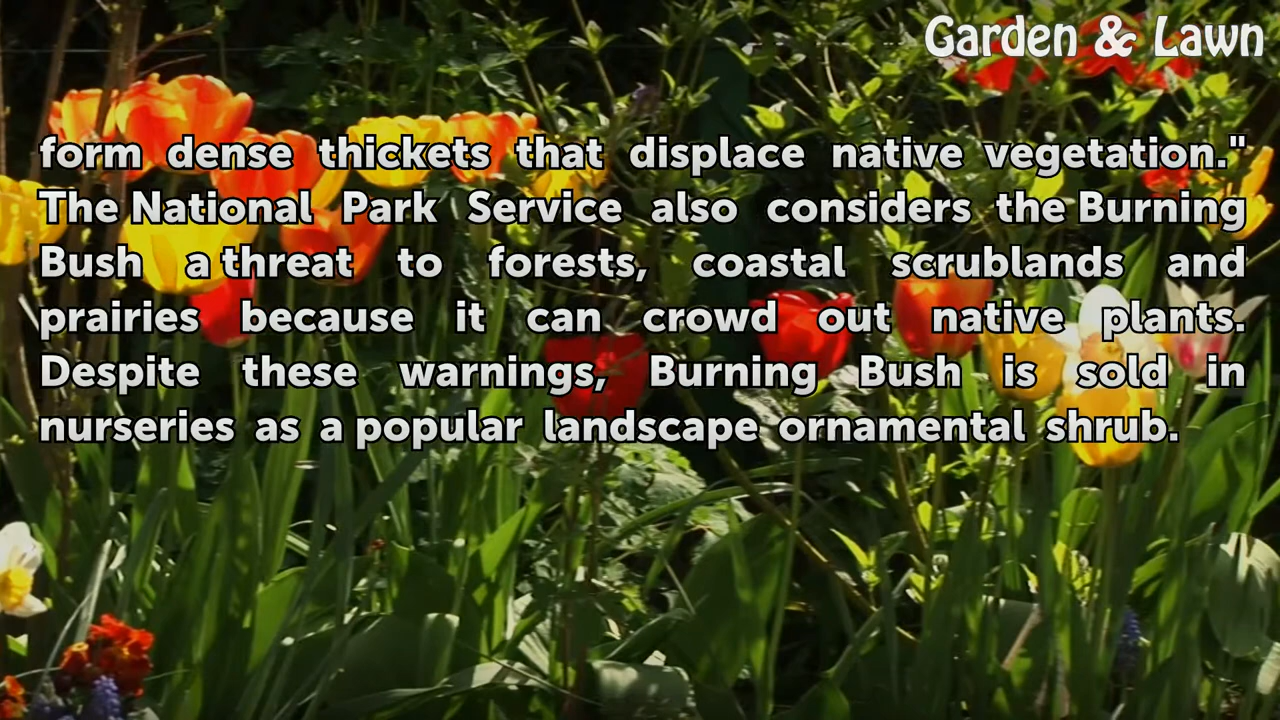 Garden & Lawn
form dense thickets that displace native vegetation."
The National Park Service also considers the Burning
Bush a threat to forests, coastal scrublands and
prairies because it can crowd out native plants.
Despite these warnings, Burning Bush is sold in
nurseries as a popular landscape ornamental shrub.